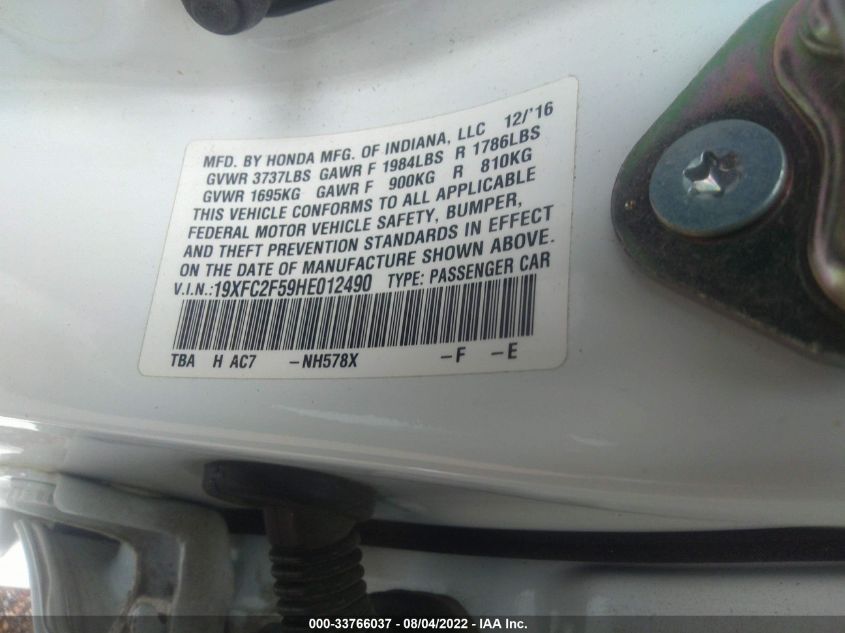 MFD. BY HONDA MFG. OF INDIANA, LLC 12/'16
GVWR 3737LBS GAWR F 1984LBS R 1786LBS
GVWR 1695KG GAWR F 900KG R 810KG
THIS VEHICLE CONFORMS TO ALL APPLICABLE
FEDERAL MOTOR VEHICLE SAFETY, BUMPER,
AND THEFT PREVENTION STANDARDS IN EFFECT
ON THE DATE OF MANUFACTURE SHOWN ABOVE.
V.I.N.:19XFC2F59HE012490 TYPE: PASSENGER CAR
TBA H AC7 –NH578X –F –E
000-33766037 - 08/04/2022 - IAA Inc.